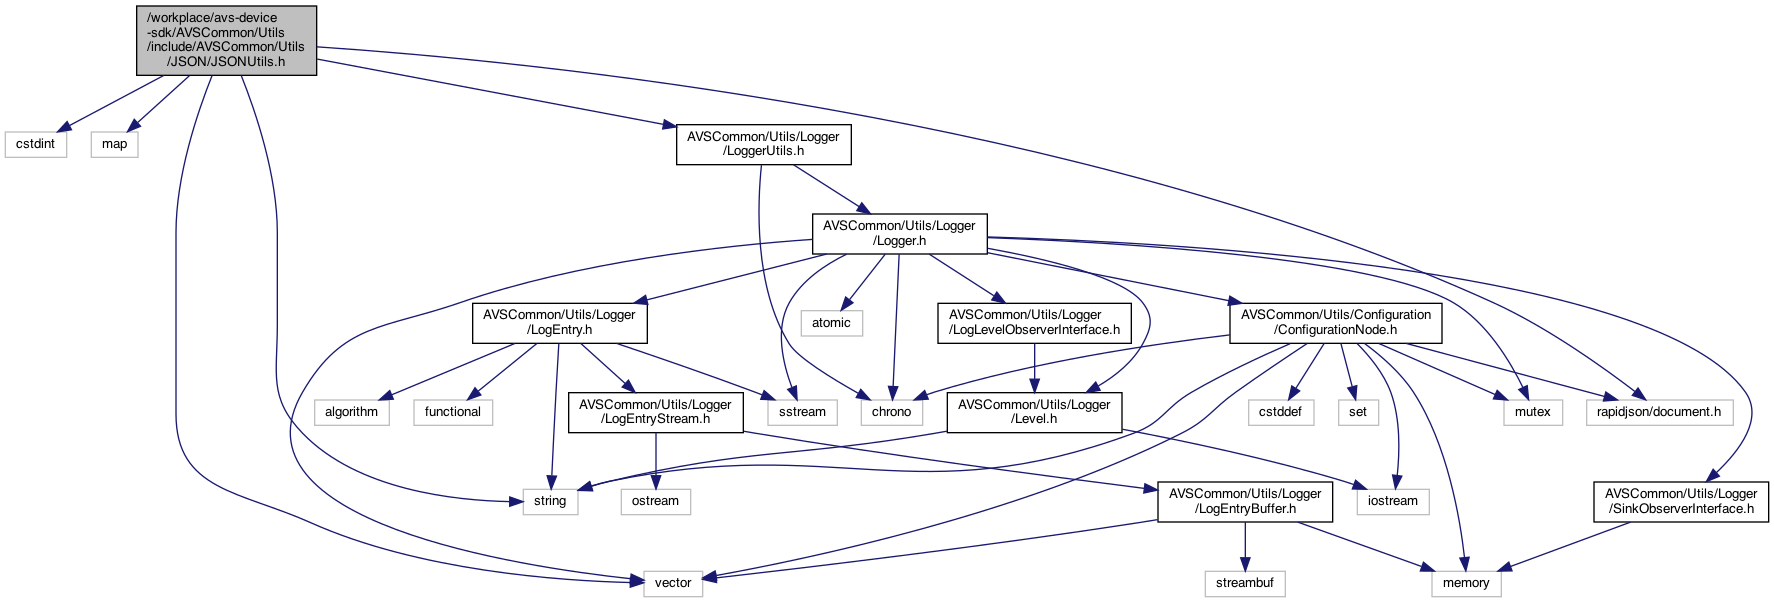 /workplace/avs-device
-sdk/AVSCommon/Utils
/include/AVSCommon/Utils
/JSON/JSONUtils.h
cstdint
map
AVSCommon/Utils/Logger
/LoggerUtils.h
AVSCommon/Utils/Logger
/Logger.h
AVSCommon/Utils/Logger
/LogEntry.h
atomic
AVSCommon/Utils/Logger
/LogLevelObserverInterface.h
AVSCommon/Utils/Configuration
/ConfigurationNode.h
algorithm
functional
AVSCommon/Utils/Logger
/LogEntryStream.h
sstream
chrono
AVSCommon/Utils/Logger
/Level.h
cstddef
set
mutex
rapidjson/document.h
string
ostream
AVSCommon/Utils/Logger
/LogEntryBuffer.h
iostream
AVSCommon/Utils/Logger
/SinkObserverInterface.h
vector
streambuf
memory